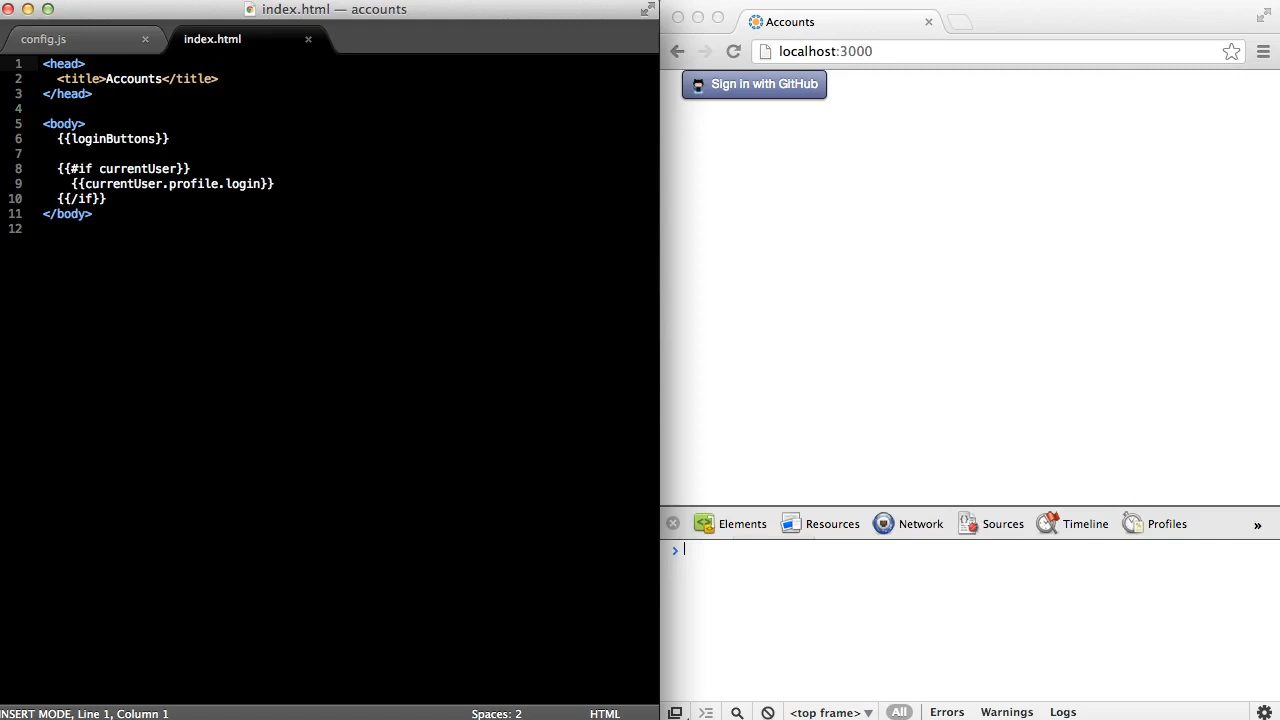 index.html — accounts
config.js × index.html ×
1 <head>
2 <title>Accounts</title>
3 </head>
4
5 <body>
6 {{loginButtons}}
7
8 {{#if currentUser}}
9 {{currentUser.profile.login}}
10 {{/if}}
11 </body>
12
INSERT MODE, Line 1, Column 1 Spaces: 2 HTML
Accounts ×
localhost:3000
Sign in with GitHub
Elements Resources Network Sources Timeline Profiles »
>
<top frame> ▼ All Errors Warnings Logs